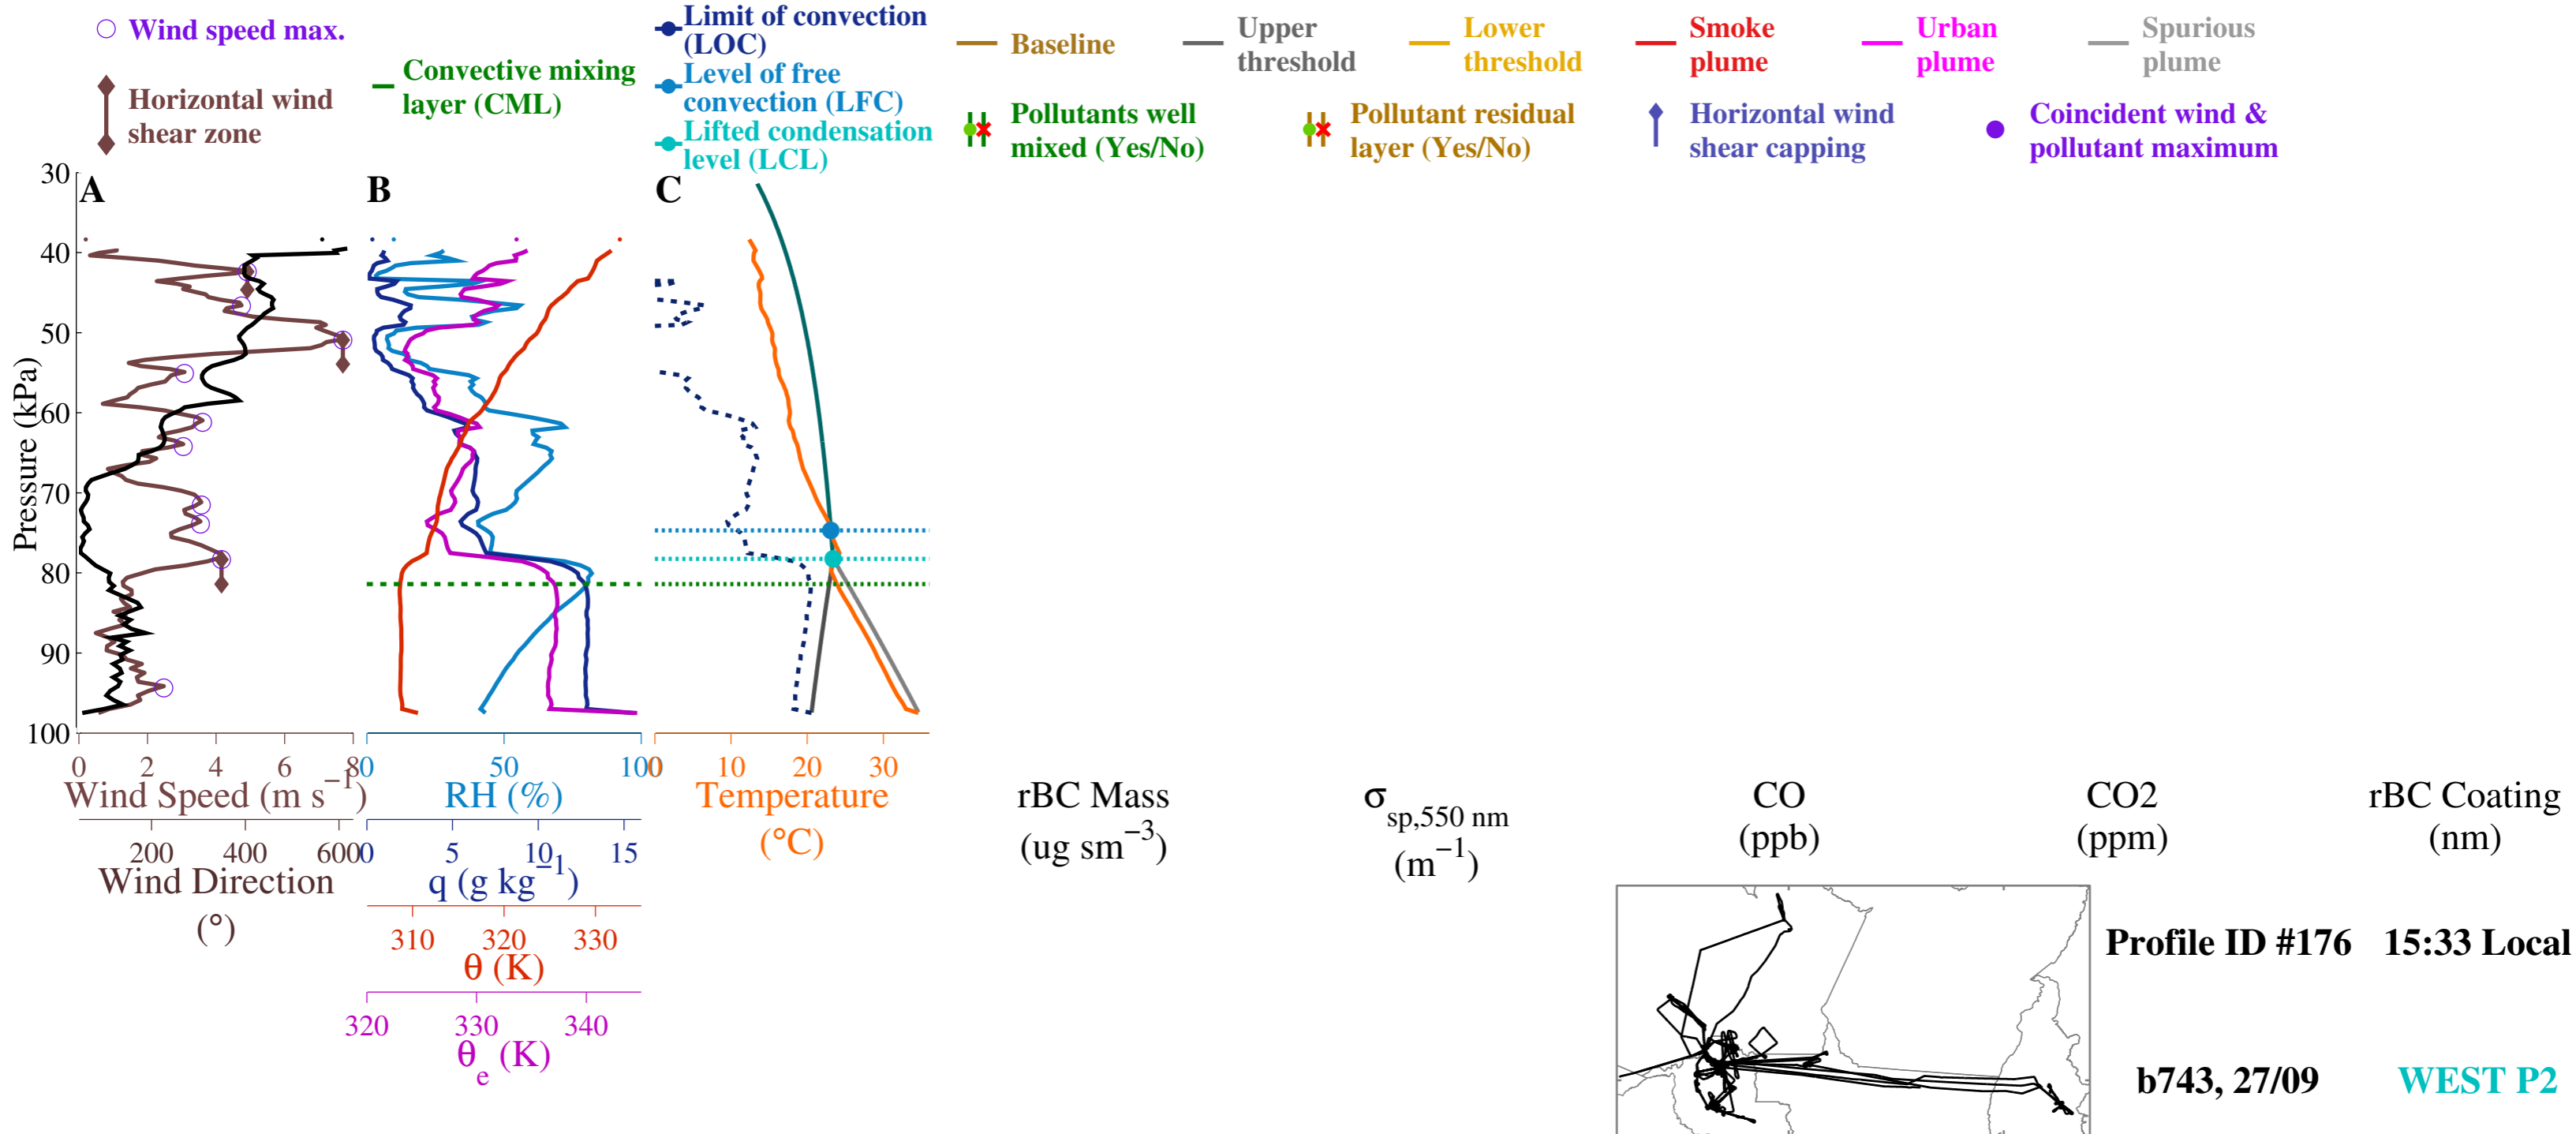 Wind speed max.
Horizontal wind
shear zone
Convective mixing
layer (CML)
Limit of convection
(LOC)
Level of free
convection (LFC)
Lifted condensation
level (LCL)
Baseline
Upper
threshold
Lower
threshold
Smoke
plume
Urban
plume
Spurious
plume
Pollutants well
mixed (Yes/No)
Pollutant residual
layer (Yes/No)
Horizontal wind
shear capping
Coincident wind &
pollutant maximum
A
B
C
Pressure (kPa)
30
40
50
60
70
80
90
100
0 2 4 6 8
Wind Speed (m s⁻¹)
200 400 600
Wind Direction
(°)
0 50 100
RH (%)
0 5 10 15
q (g kg⁻¹)
310 320 330
θ (K)
320 330 340
θe (K)
0 10 20 30
Temperature
(°C)
rBC Mass
(ug sm⁻³)
σsp,550 nm
(m⁻¹)
CO
(ppb)
CO2
(ppm)
rBC Coating
(nm)
Profile ID #176 15:33 Local
b743, 27/09 WEST P2